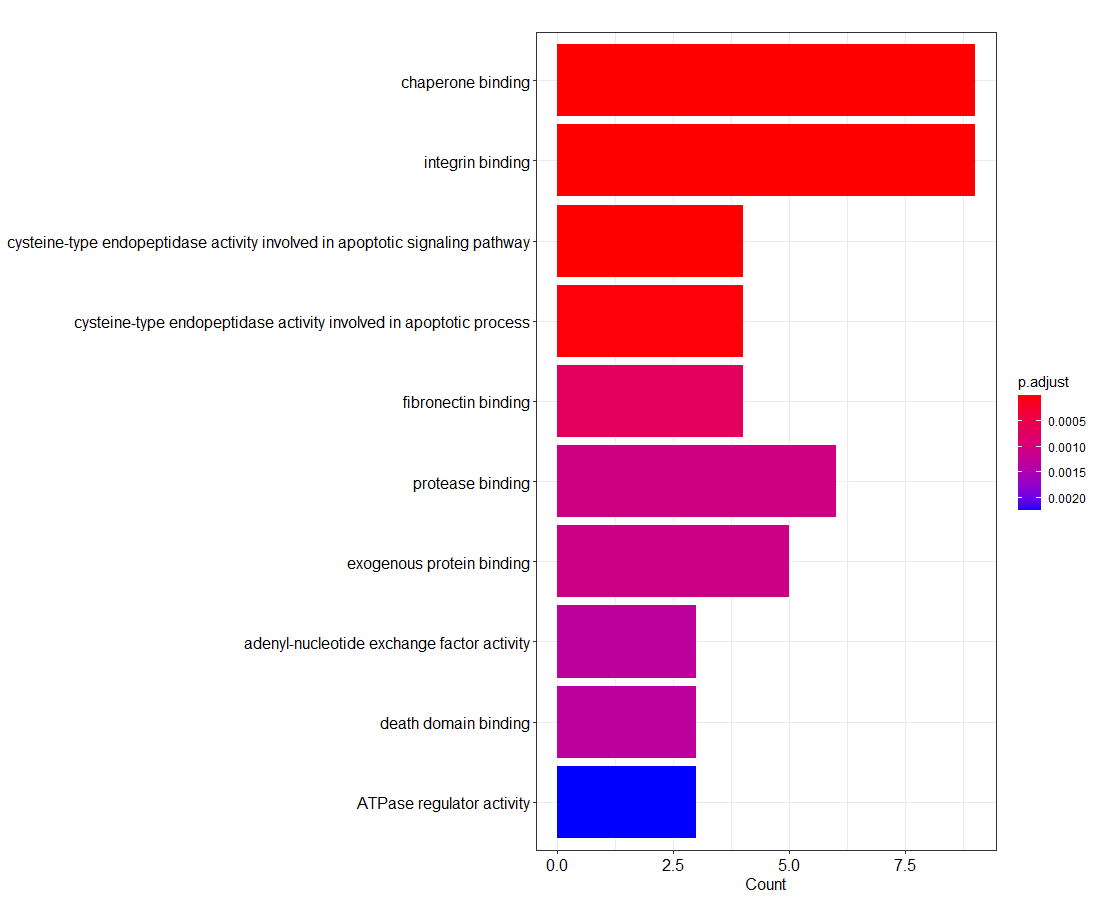 chaperone binding
integrin binding
cysteine-type endopeptidase activity involved in apoptotic signaling pathway
cysteine-type endopeptidase activity involved in apoptotic process
fibronectin binding
protease binding
exogenous protein binding
adenyl-nucleotide exchange factor activity
death domain binding
ATPase regulator activity
0.0 2.5 5.0 7.5
Count
p.adjust
0.0005
0.0010
0.0015
0.0020